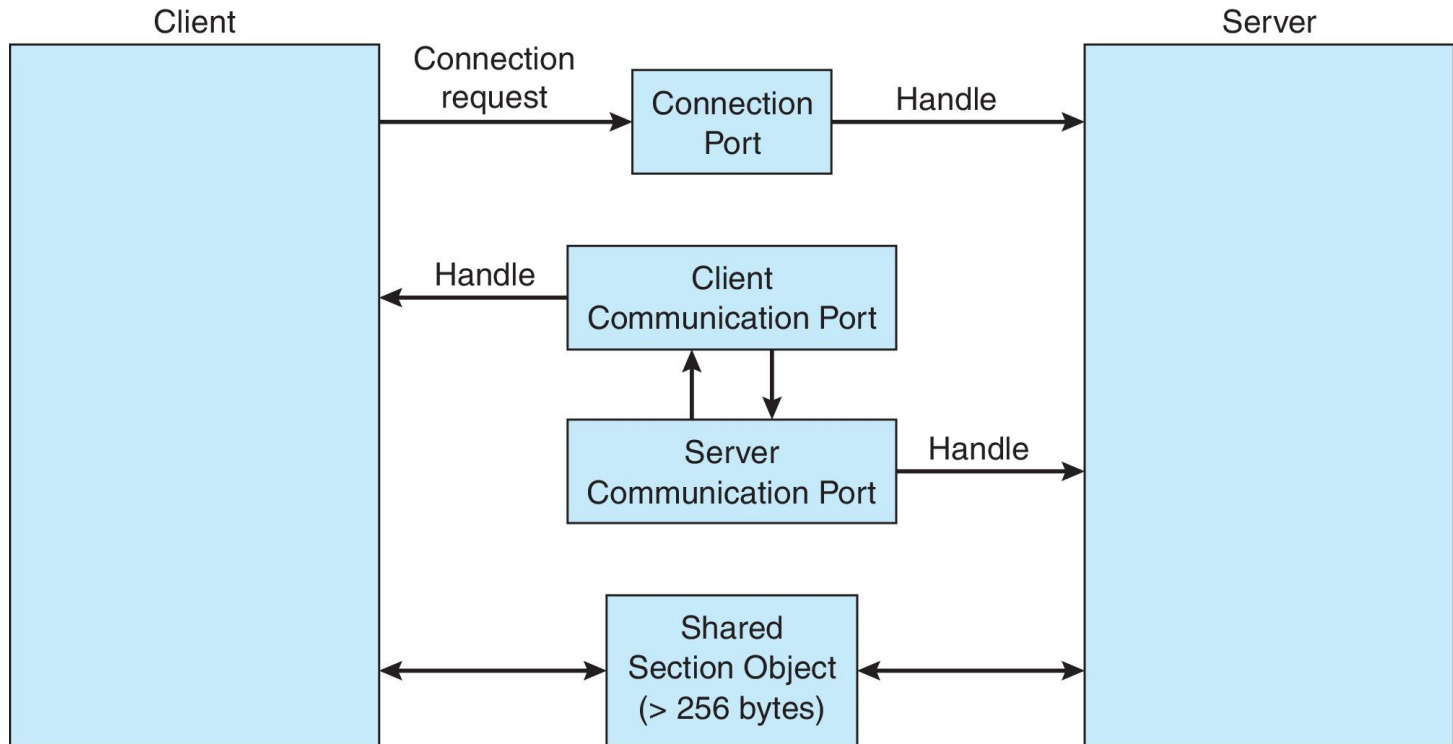 Client
Server
Connection
request
Connection
Port
Handle
Handle
Client
Communication Port
Server
Communication Port
Handle
Shared
Section Object
(> 256 bytes)